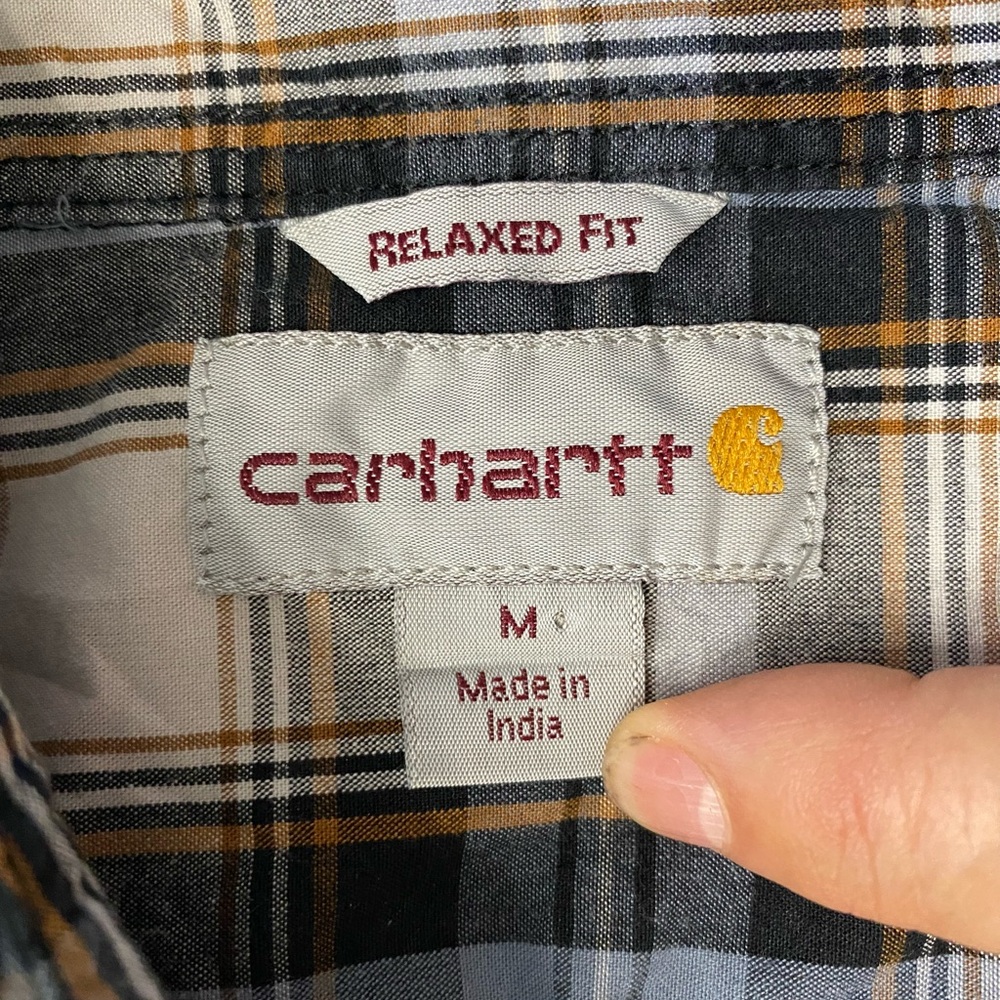 RELAXED FIT
carhartt
M
Made in
India